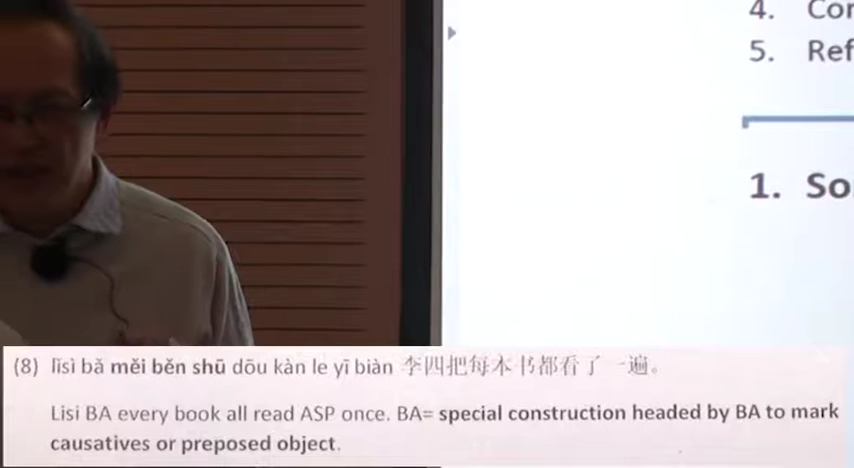 4. Cor
5. Ref
1. So
(8) lǐsì bǎ měi běn shū dōu kàn le yī biàn 李四把每本书都看了一遍。
Lisi BA every book all read ASP once. BA= special construction headed by BA to mark
causatives or preposed object.